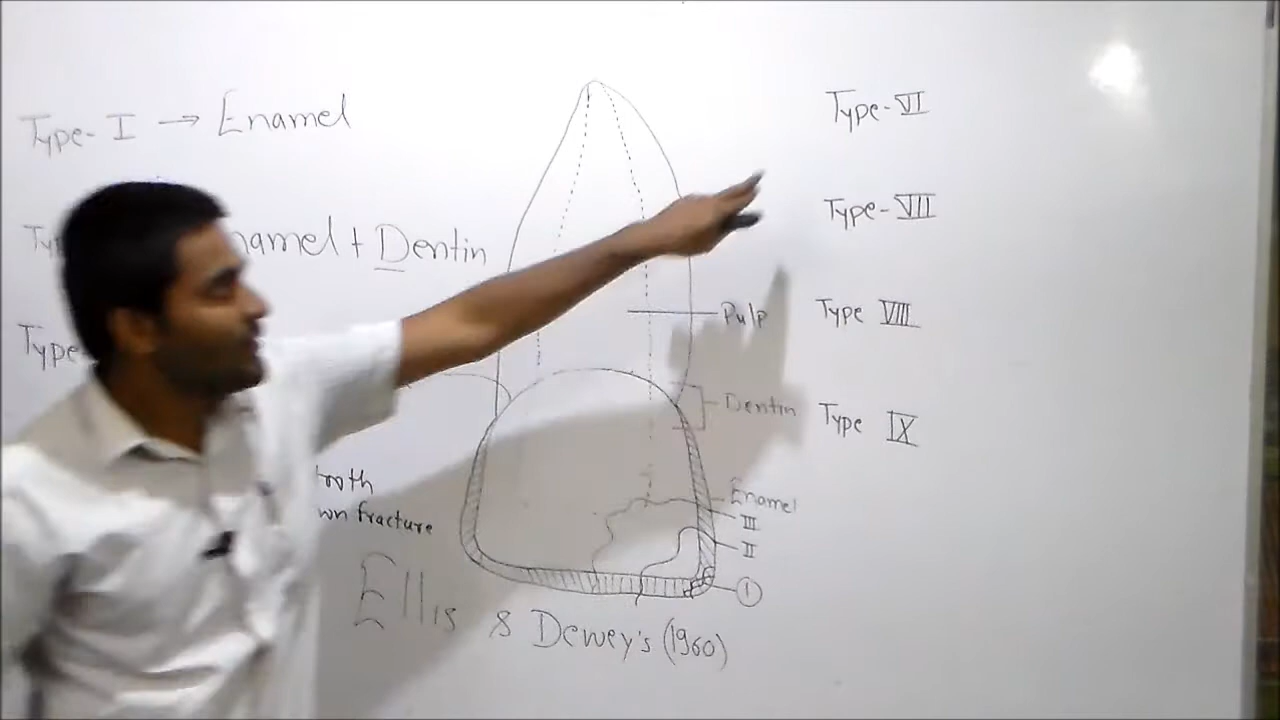 Type- I → Enamel
namel + Dentin
Type
tooth
wn fracture
Ellis & Dewey's (1960)
Pulp
Dentin
Enamel
III
II
1
Type- VI
Type- VII
Type VIII
Type IX